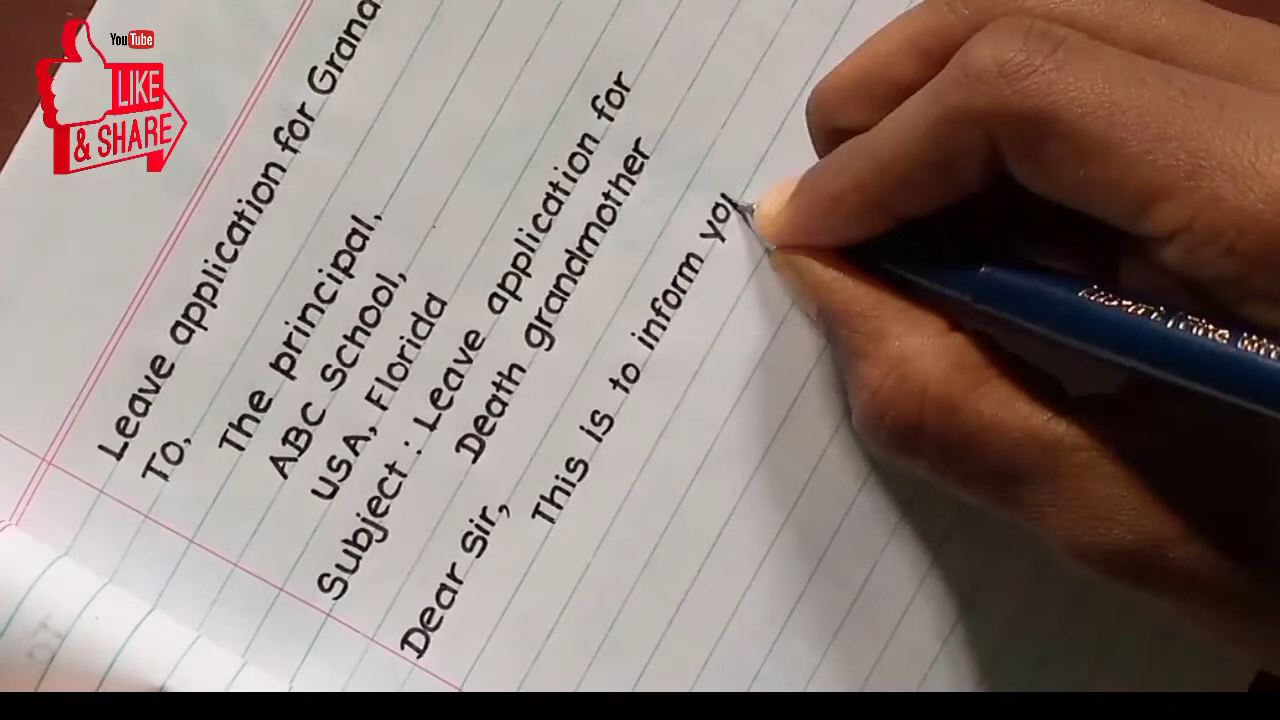 YouTube
LIKE
& SHARE
Leave application for Grand
To,
The principal,
ABC School,
USA, Florida
Subject : Leave application for
Death grandmother
Dear Sir,
This is to inform you